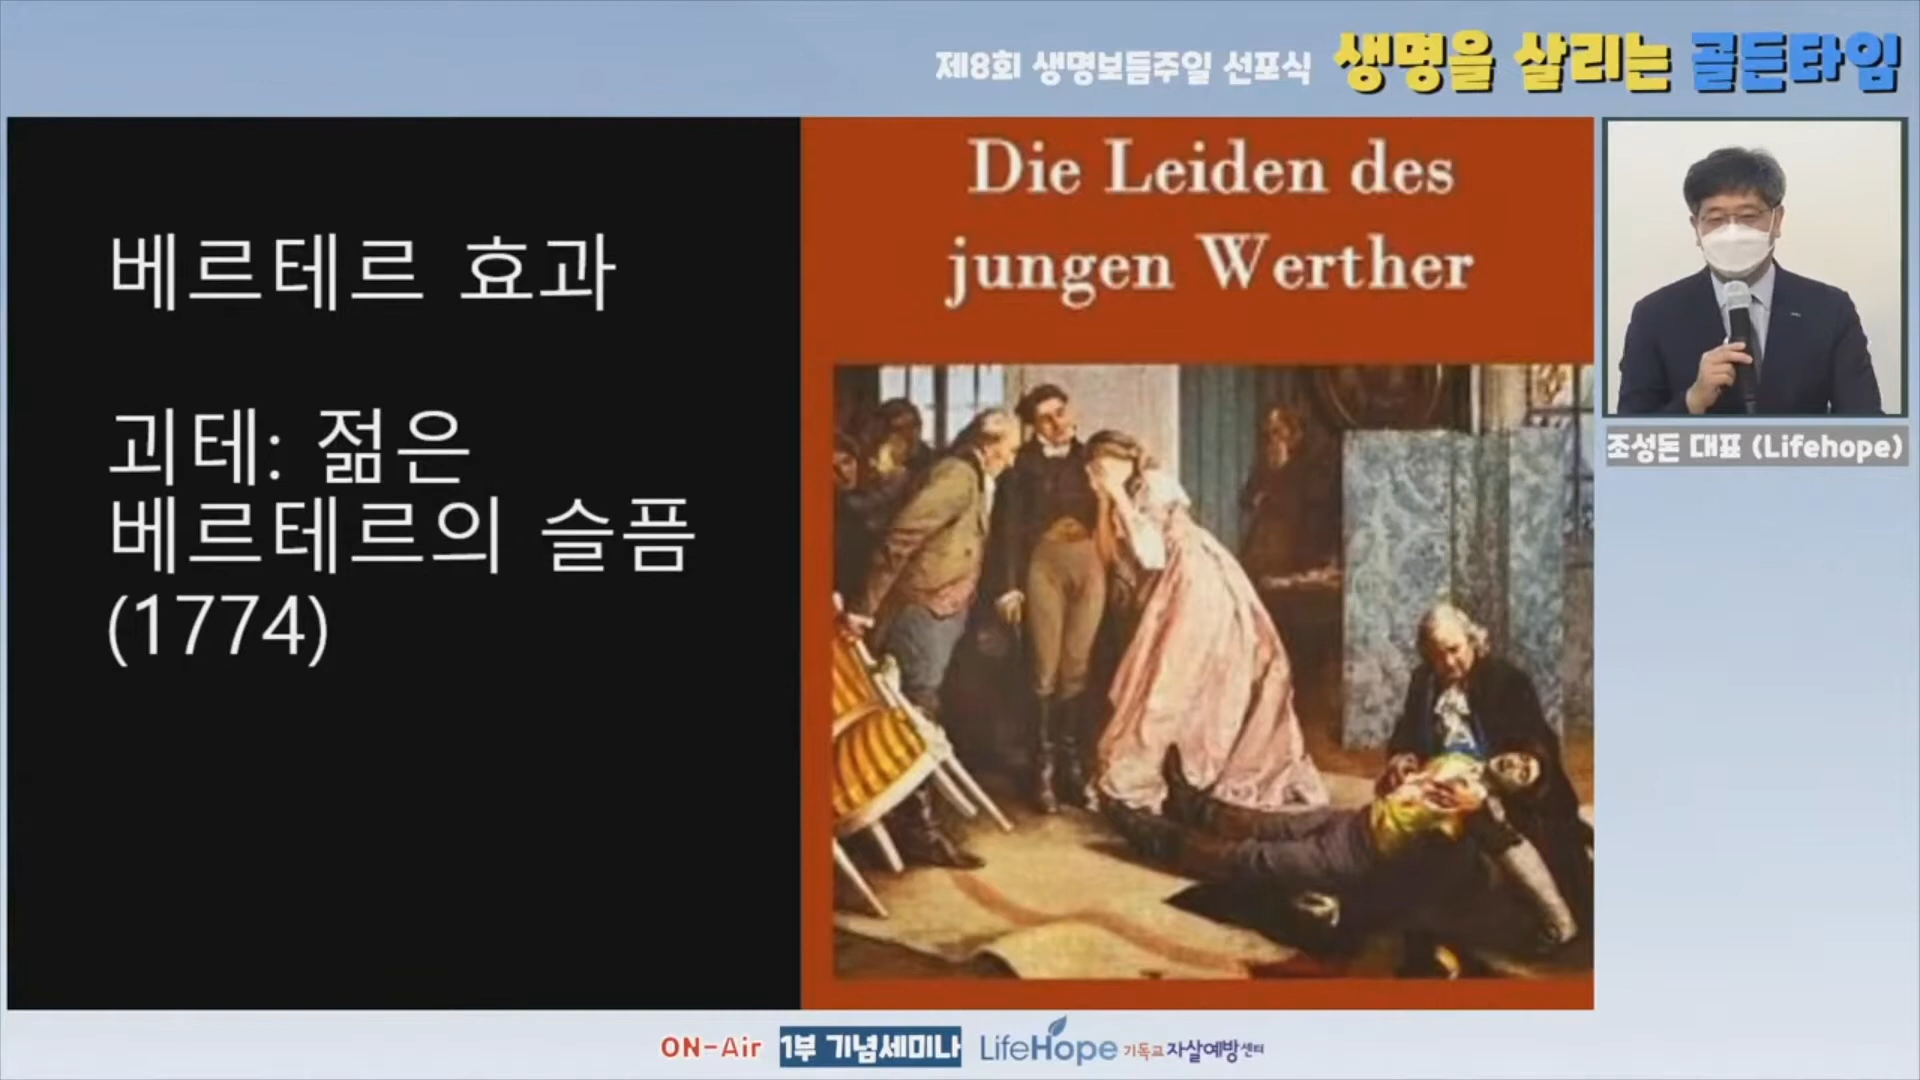 제8회 생명보듬주일 선포식 생명을 살리는 골든타임
베르테르 효과
괴테: 젊은
베르테르의 슬픔
(1774)
Die Leiden des
jungen Werther
조성돈 대표 (Lifehope)
ON-Air 1부 기념세미나 LifeHope 기독교 자살예방센터